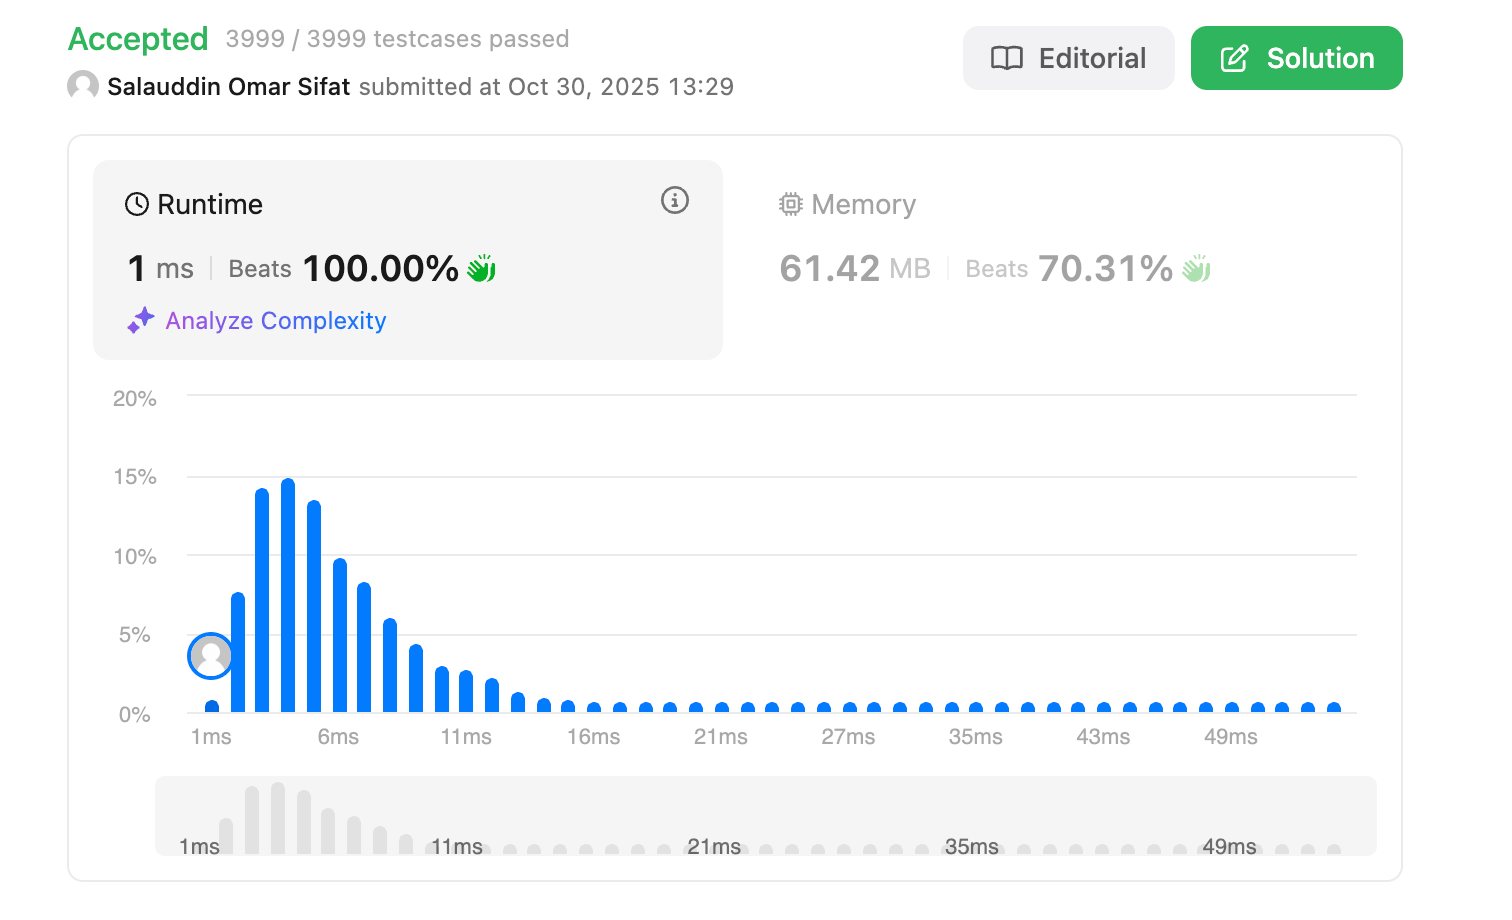 Accepted 3999 / 3999 testcases passed
Salauddin Omar Sifat submitted at Oct 30, 2025 13:29
Editorial
Solution
Runtime
1 ms Beats 100.00%
Analyze Complexity
Memory
61.42 MB Beats 70.31%
20%
15%
10%
5%
0%
1ms 6ms 11ms 16ms 21ms 27ms 35ms 43ms 49ms
1ms 11ms 21ms 35ms 49ms